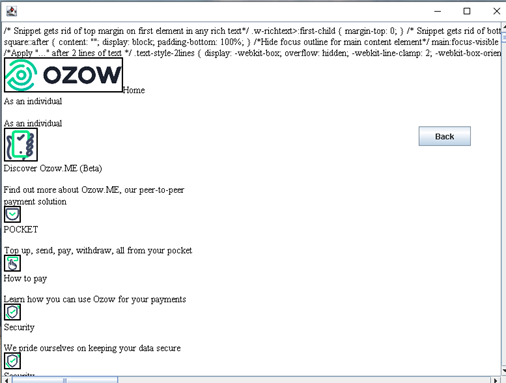 /* Snippet gets rid of top margin on first element in any rich text*/ .w-richtext>:first-child { margin-top: 0; } /* Snippet gets rid of bott
square:after { content: ""; display: block; padding-bottom: 100%; } /*Hide focus outline for main content element*/ main:focus-visible
/*Apply "..." after 2 lines of text */ .text-style-2lines { display: -webkit-box; overflow: hidden; -webkit-line-clamp: 2; -webkit-box-orien
OZOW Home
As an individual
As an individual
Back
Discover Ozow.ME (Beta)
Find out more about Ozow.ME, our peer-to-peer
payment solution
POCKET
Top up, send, pay, withdraw, all from your pocket
How to pay
Learn how you can use Ozow for your payments
Security
We pride ourselves on keeping your data secure
Security